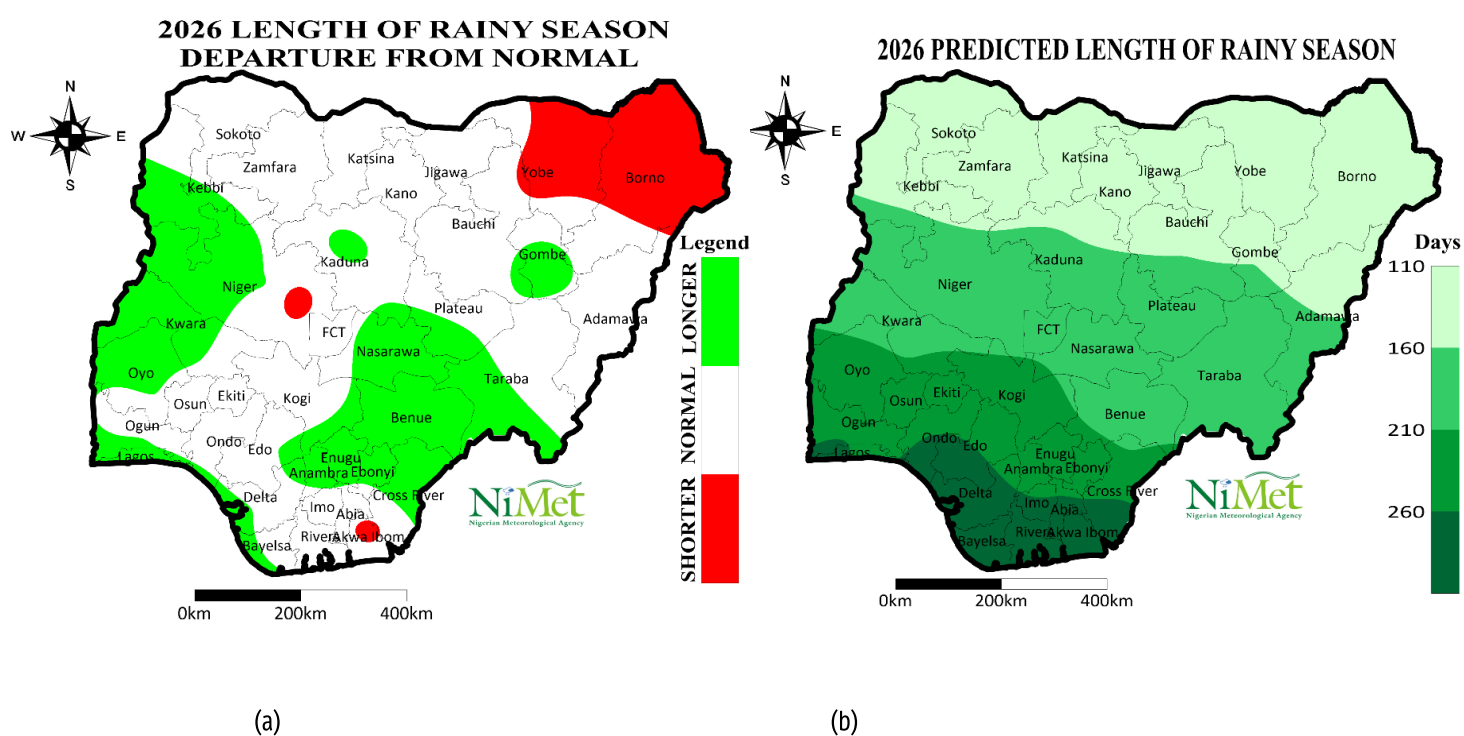 2026 LENGTH OF RAINY SEASON
DEPARTURE FROM NORMAL
N
W
E
S
Sokoto
Zamfara
Katsina
Jigawa
Yobe
Borno
Kebbi
Kano
Bauchi
Gombe
Kaduna
Niger
Plateau
Adamawa
Kwara
FCT
Nasarawa
Oyo
Taraba
Ekiti
Osun
Kogi
Benue
Ogun
Ondo
Edo
Lagos
Enugu
Anambra
Ebonyi
Delta
Cross River
Imo
Abia
Bayelsa
Rivers
Akwa Ibom
Legend
LONGER
NORMAL
SHORTER
NiMet
Nigerian Meteorological Agency
0km
200km
400km
(a)
2026 PREDICTED LENGTH OF RAINY SEASON
N
E
S
Sokoto
Zamfara
Katsina
Jigawa
Yobe
Borno
Kebbi
Kano
Bauchi
Gombe
Kaduna
Niger
Plateau
Adamawa
Kwara
FCT
Nasarawa
Oyo
Taraba
Ekiti
Osun
Kogi
Benue
Ogun
Ondo
Edo
Lagos
Enugu
Anambra
Ebonyi
Delta
Cross River
Imo
Abia
Bayelsa
Rivers
Akwa Ibom
Days
110
160
210
260
NiMet
Nigerian Meteorological Agency
0km
200km
400km
(b)